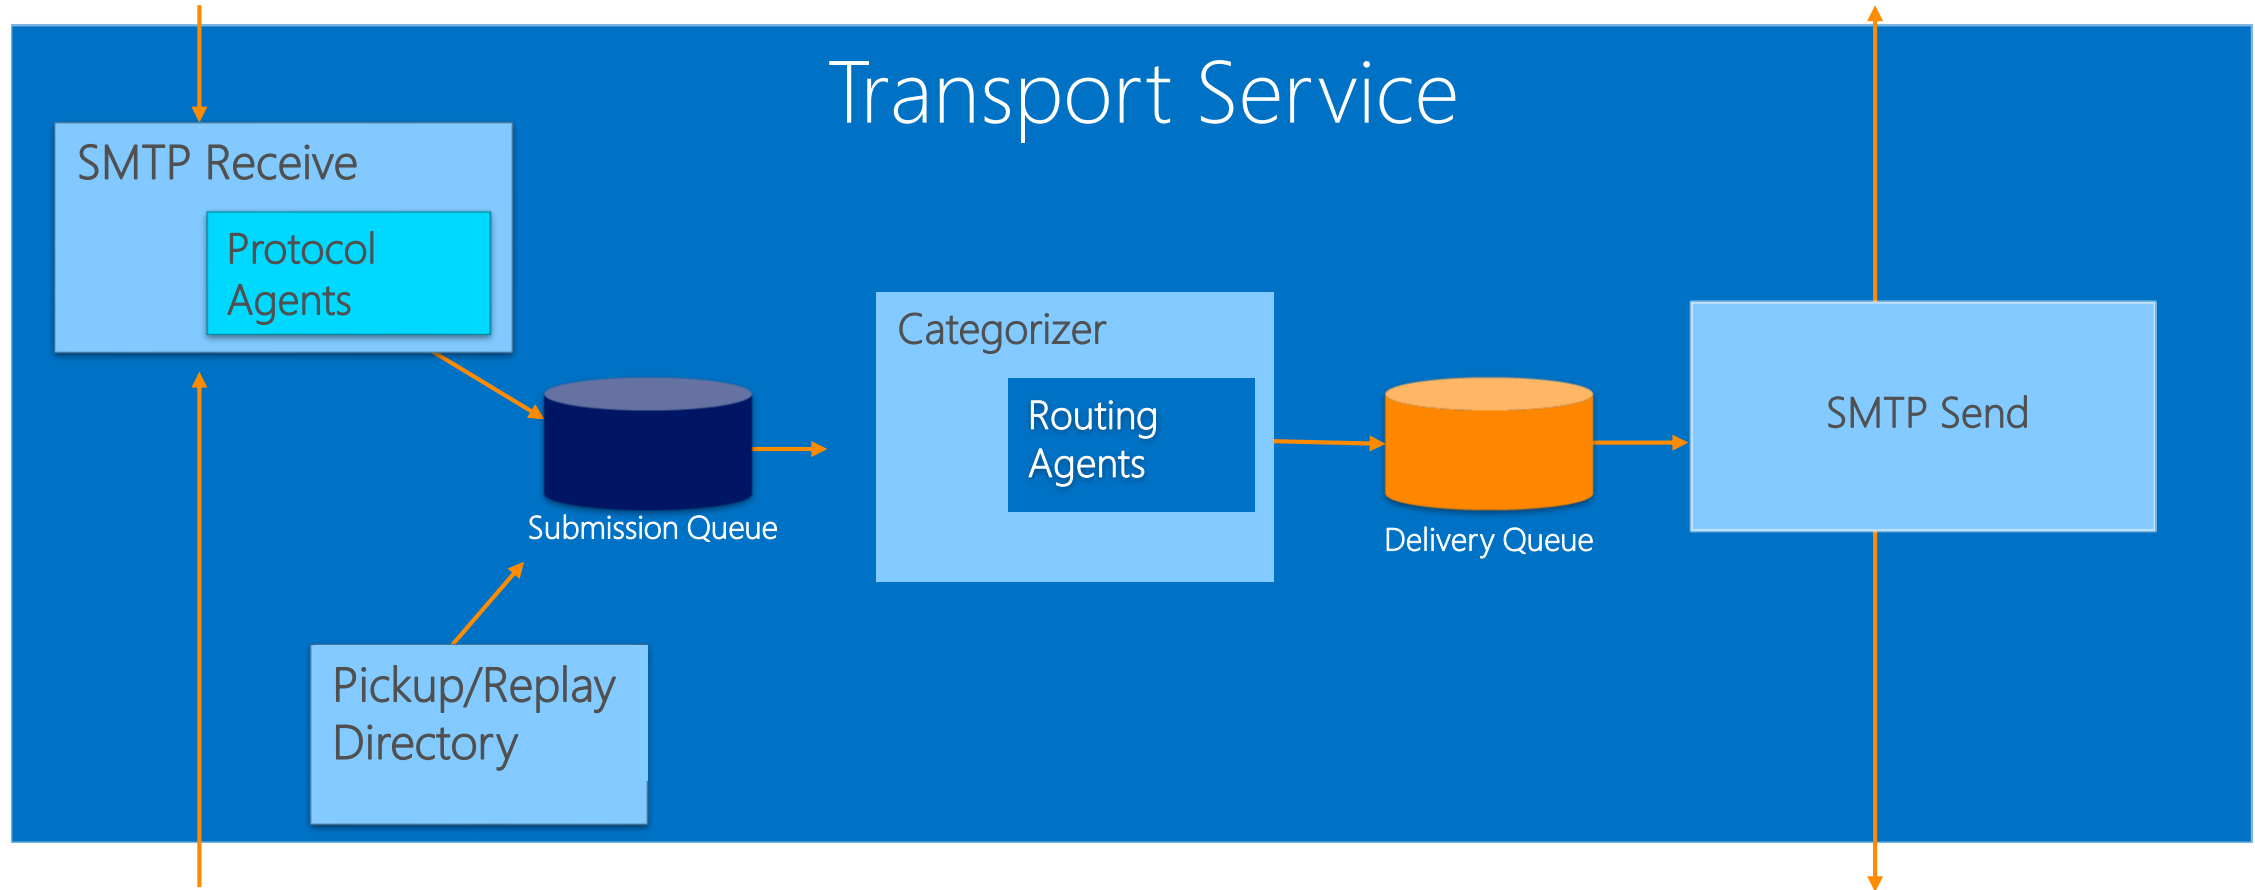 Transport Service
SMTP Receive
Protocol
Agents
Submission Queue
Pickup/Replay
Directory
Categorizer
Routing
Agents
Delivery Queue
SMTP Send